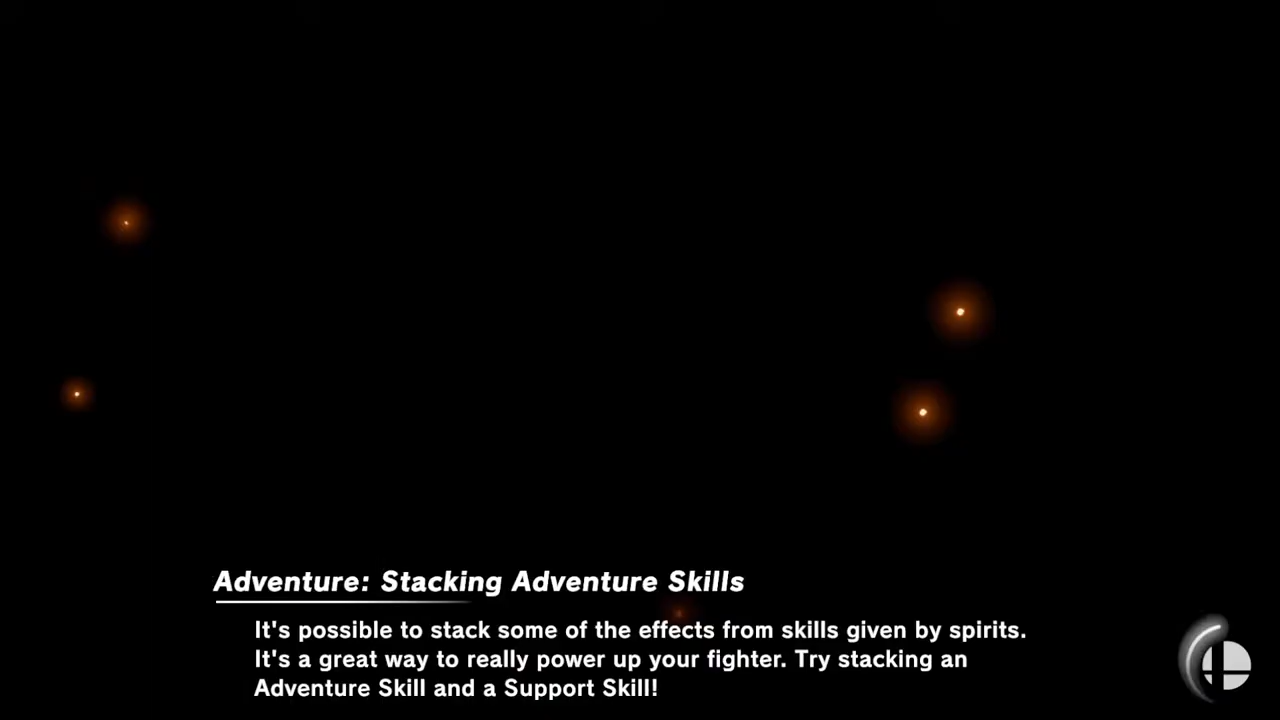 Adventure: Stacking Adventure Skills
It's possible to stack some of the effects from skills given by spirits.
It's a great way to really power up your fighter. Try stacking an
Adventure Skill and a Support Skill!